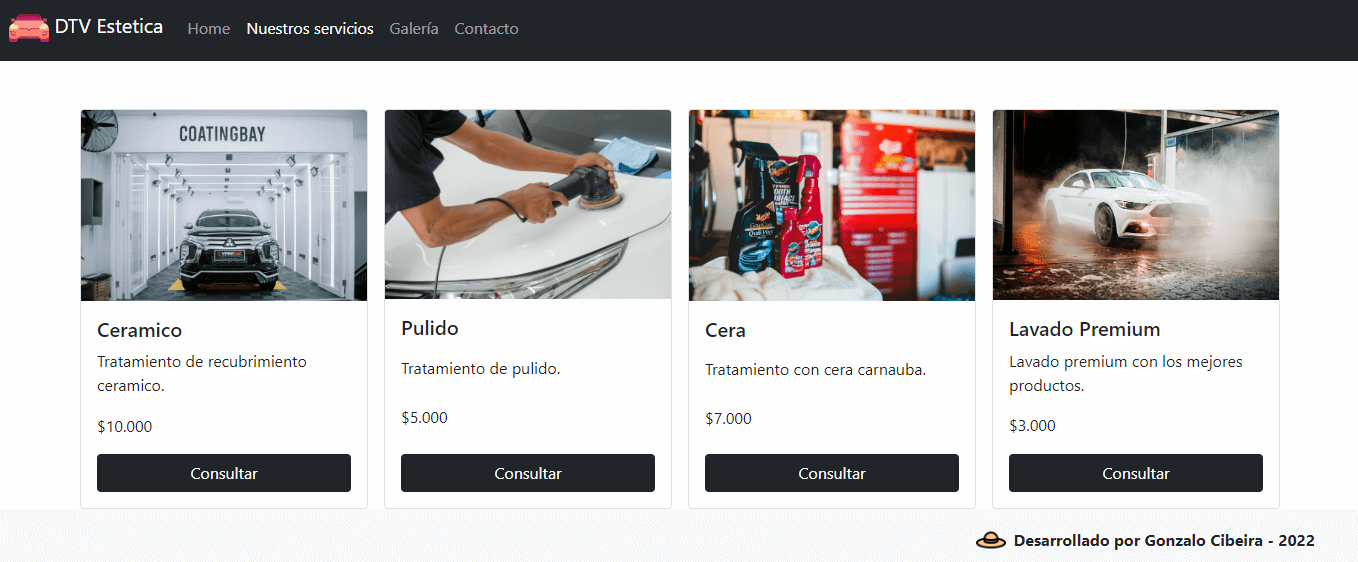 DTV Estetica
Home
Nuestros servicios
Galería
Contacto
COATINGBAY
Ceramico
Tratamiento de recubrimiento
ceramico.
$10.000
Consultar
Pulido
Tratamiento de pulido.
$5.000
Consultar
Cera
Tratamiento con cera carnauba.
$7.000
Consultar
Lavado Premium
Lavado premium con los mejores
productos.
$3.000
Consultar
Desarrollado por Gonzalo Cibeira - 2022